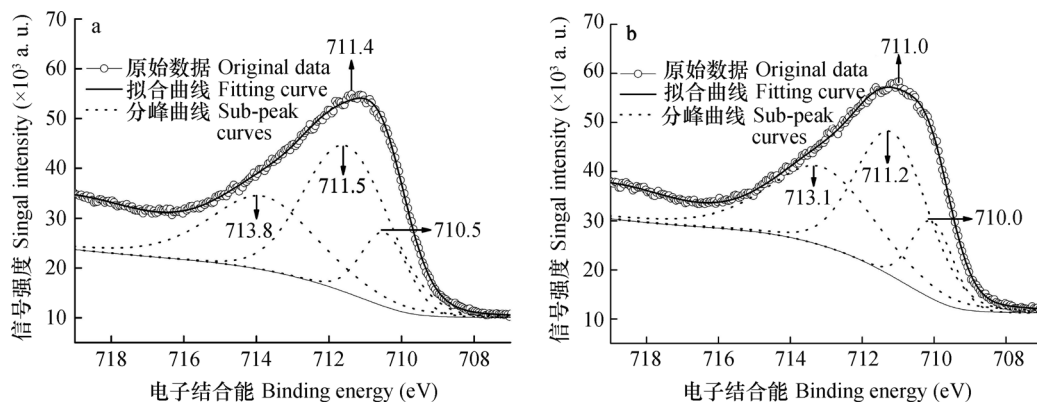 a
70
60
50
40
30
20
10
信号强度 Singal intensity (×10³ a. u.)
711.4
原始数据 Original data
拟合曲线 Fitting curve
分峰曲线 Sub-peak
curves
711.5
713.8
710.5
718 716 714 712 710 708
电子结合能 Binding energy (eV)
b
70
60
50
40
30
20
10
信号强度 Singal intensity (×10³ a. u.)
711.0
原始数据 Original data
拟合曲线 Fitting curve
分峰曲线 Sub-peak
curves
711.2
713.1
710.0
718 716 714 712 710 708
电子结合能 Binding energy (eV)